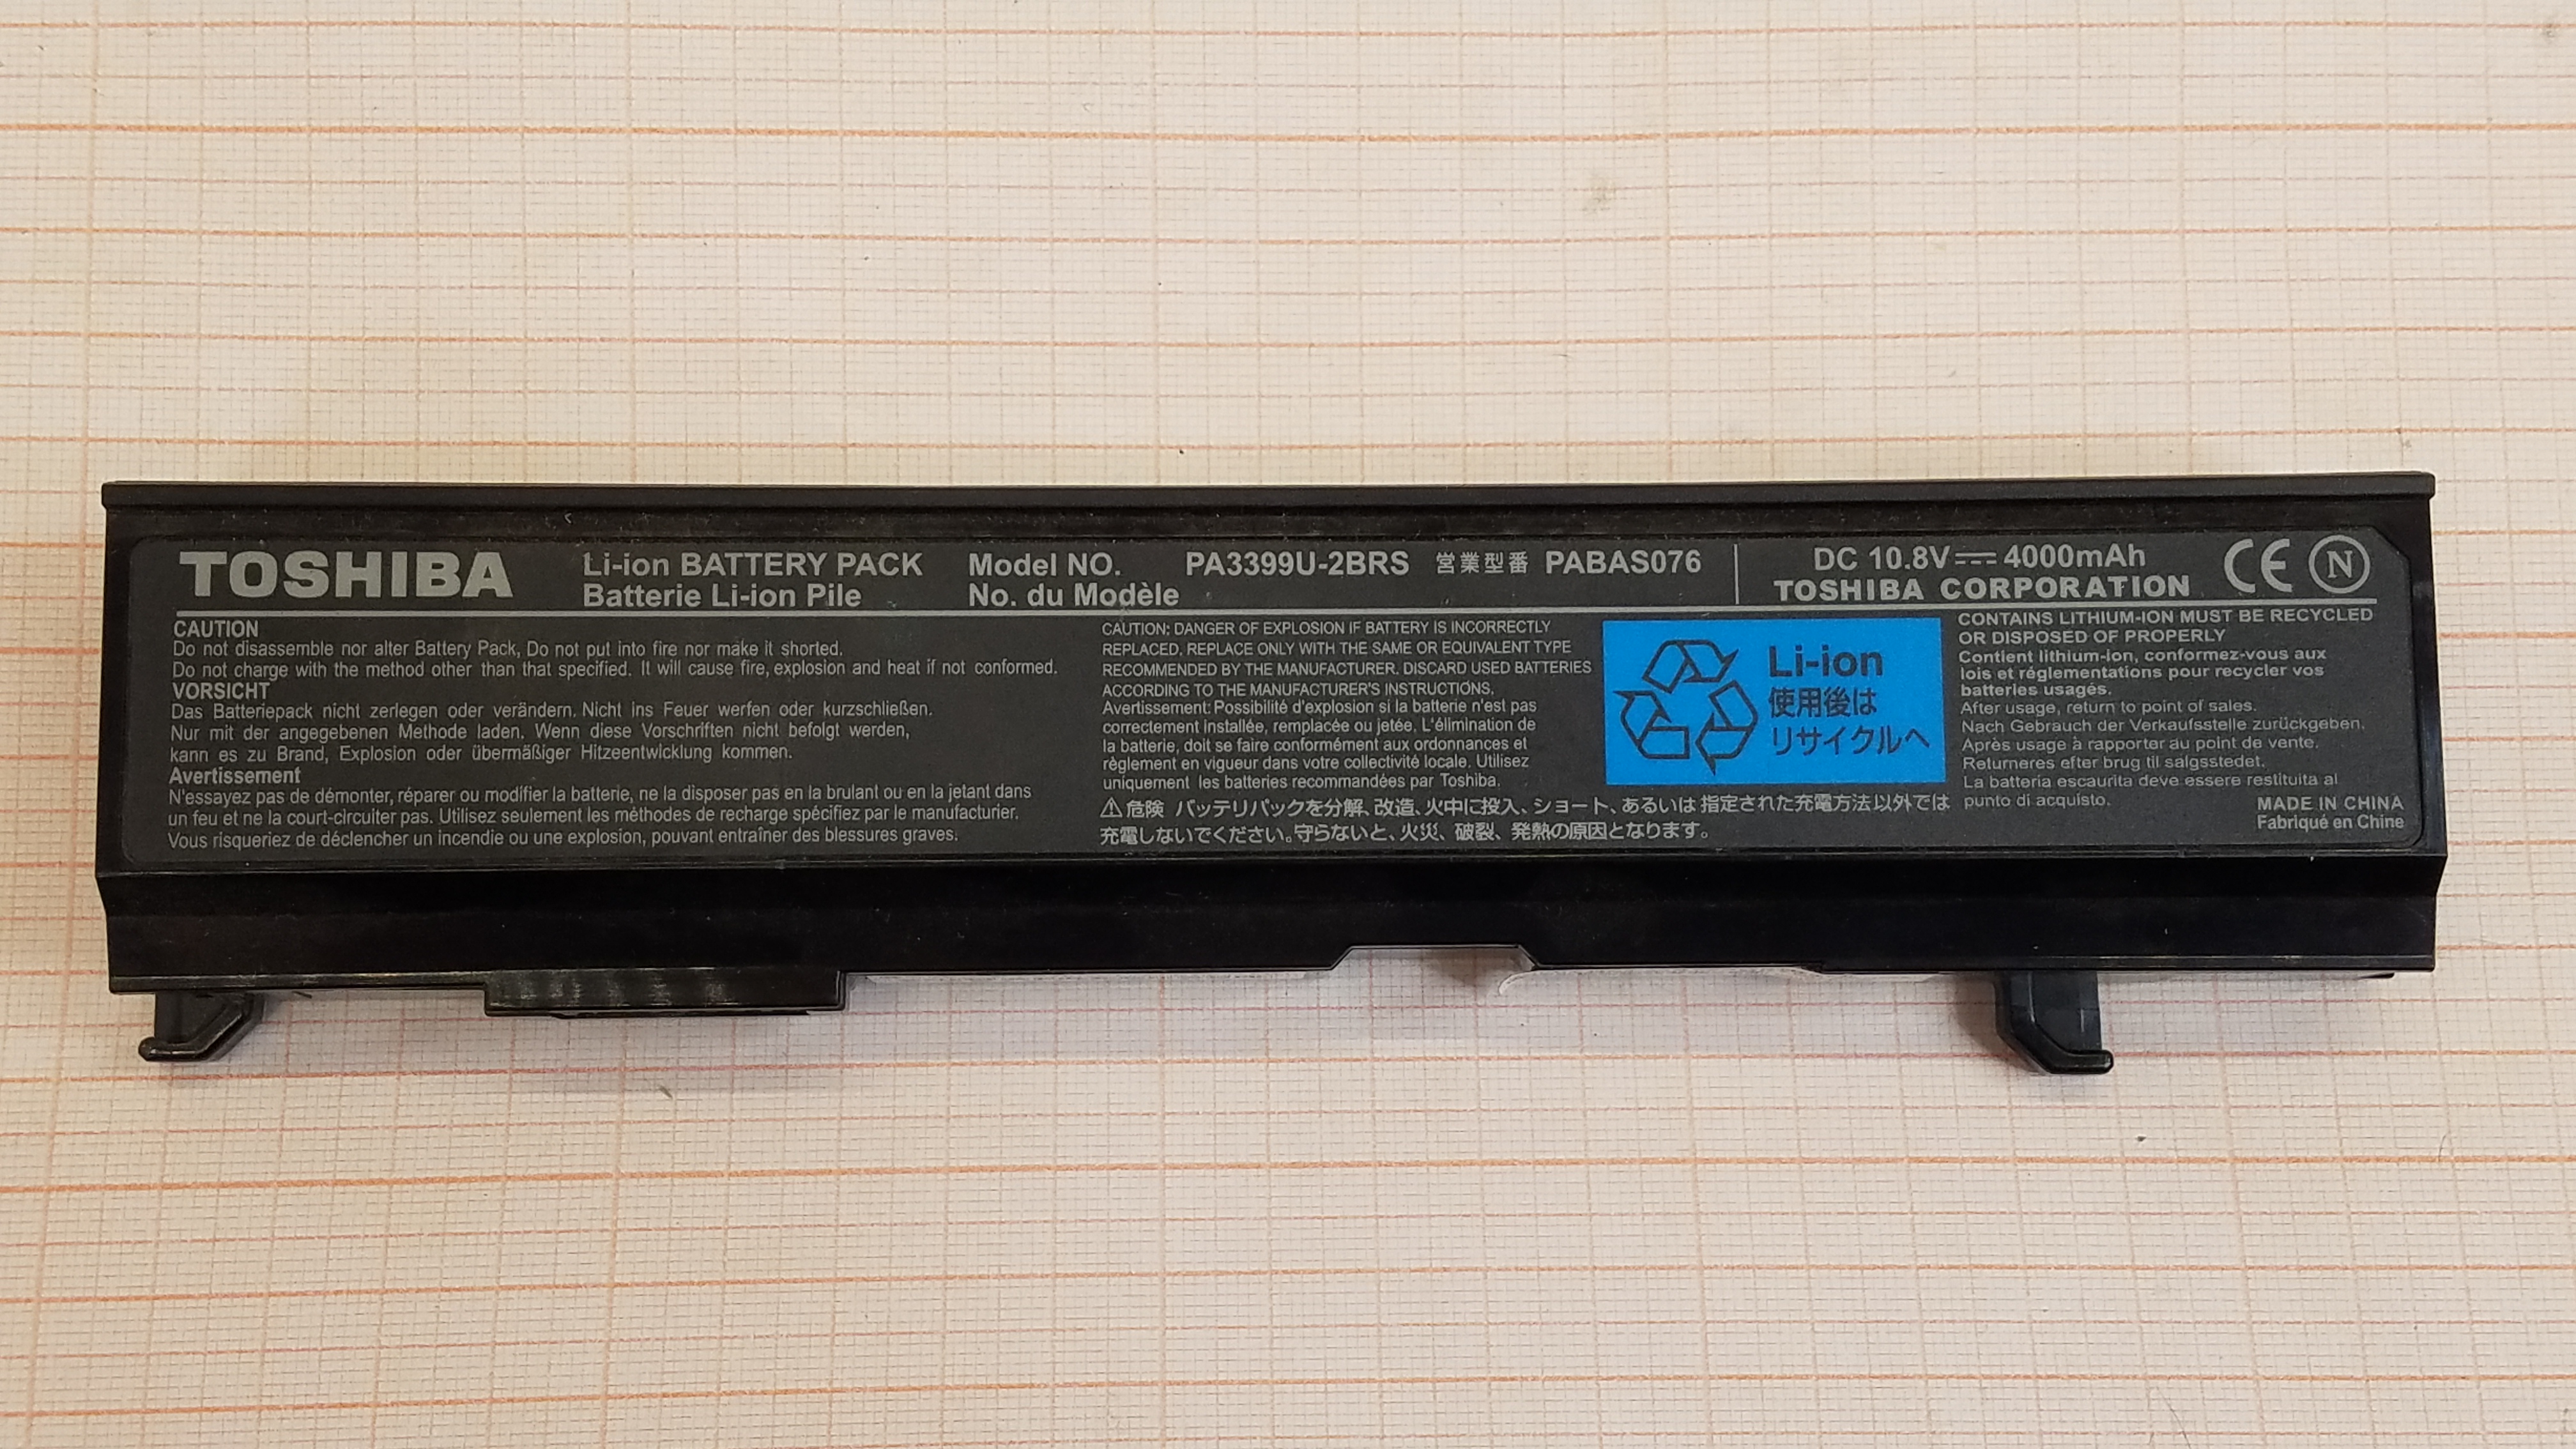 TOSHIBA
Li-ion BATTERY PACK
Batterie Li-ion Pile
Model NO.
No. du Modèle
PA3399U-2BRS 営業型番 PABAS076
DC 10.8V⎓4000mAh
TOSHIBA CORPORATION
CE N
CAUTION
Do not disassemble nor alter Battery Pack, Do not put into fire nor make it shorted.
Do not charge with the method other than that specified. It will cause fire, explosion and heat if not conformed.
VORSICHT
Das Batteriepack nicht zerlegen oder verändern. Nicht ins Feuer werfen oder kurzschließen.
Nur mit der angegebenen Methode laden. Wenn diese Vorschriften nicht befolgt werden,
kann es zu Brand, Explosion oder übermäßiger Hitzeentwicklung kommen.
Avertissement
N'essayez pas de démonter, réparer ou modifier la batterie, ne la disposer pas en la brulant ou en la jetant dans
un feu et ne la court-circuiter pas. Utilisez seulement les méthodes de recharge spécifiez par le manufacturier.
Vous risqueriez de déclencher un incendie ou une explosion, pouvant entraîner des blessures graves.
CAUTION: DANGER OF EXPLOSION IF BATTERY IS INCORRECTLY
REPLACED, REPLACE ONLY WITH THE SAME OR EQUIVALENT TYPE
RECOMMENDED BY THE MANUFACTURER. DISCARD USED BATTERIES
ACCORDING TO THE MANUFACTURER'S INSTRUCTIONS.
Avertissement: Possibilité d'explosion si la batterie n'est pas
correctement installée, remplacée ou jetée. L'élimination de
la batterie, doit se faire conformément aux ordonnances et
règlement en vigueur dans votre collectivité locale. Utilisez
uniquement les batteries recommandées par Toshiba.
⚠危険 バッテリパックを分解、改造、火中に投入、ショート、あるいは指定された充電方法以外では
充電しないでください。守らないと、火災、破裂、発熱の原因となります。
Li-ion
使用後は
リサイクルへ
CONTAINS LITHIUM-ION MUST BE RECYCLED
OR DISPOSED OF PROPERLY
Contient lithium-ion, conformez-vous aux
lois et réglementations pour recycler vos
batteries usagés.
After usage, return to point of sales.
Nach Gebrauch der Verkaufsstelle zurückgeben.
Après usage à rapporter au point de vente.
Returneres efter brug til salgsstedet.
La batteria escaurita deve essere restituita al
punto di acquisto.
MADE IN CHINA
Fabriqué en Chine